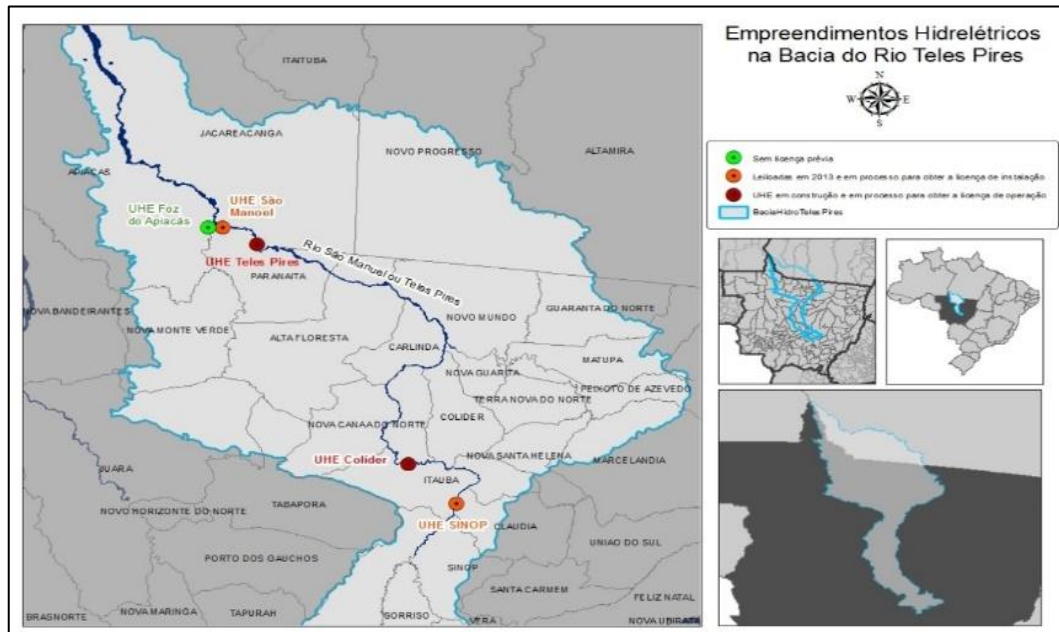 Empreendimentos Hidrelétricos
na Bacia do Rio Teles Pires
N
W E
S
Sem licença prévia
Leiloadas em 2013 e em processo para obter a licença de instalação
UHE em construção e em processo para obter a licença de operação
BaciaHidroTeles Pires
ITAITUBA
JACAREACANGA
NOVO PROGRESSO
ALTAMIRA
APIACAS
UHE Foz
do Apiacás
UHE São
Manoel
UHE Teles Pires
Rio São Manuel ou Teles Pires
PARANAITA
NOVA BANDEIRANTES
NOVA MONTE VERDE
ALTA FLORESTA
CARLINDA
NOVO MUNDO
GUARANTA DO NORTE
MATUPA
NOVA GUARITA
PEIXOTO DE AZEVEDO
TERRA NOVA DO NORTE
COLIDER
NOVA CANAA DO NORTE
NOVA SANTA HELENA
MARCELANDIA
UHE Colíder
ITAUBA
JUARA
TABAPORA
NOVO HORIZONTE DO NORTE
UHE SINOP
CLAUDIA
UNIAO DO SUL
PORTO DOS GAUCHOS
SINOP
SANTA CARMEM
FELIZ NATAL
BRASNORTE
NOVA MARINGA
TAPURAH
SORRISO
VERA
NOVA UBIRATA